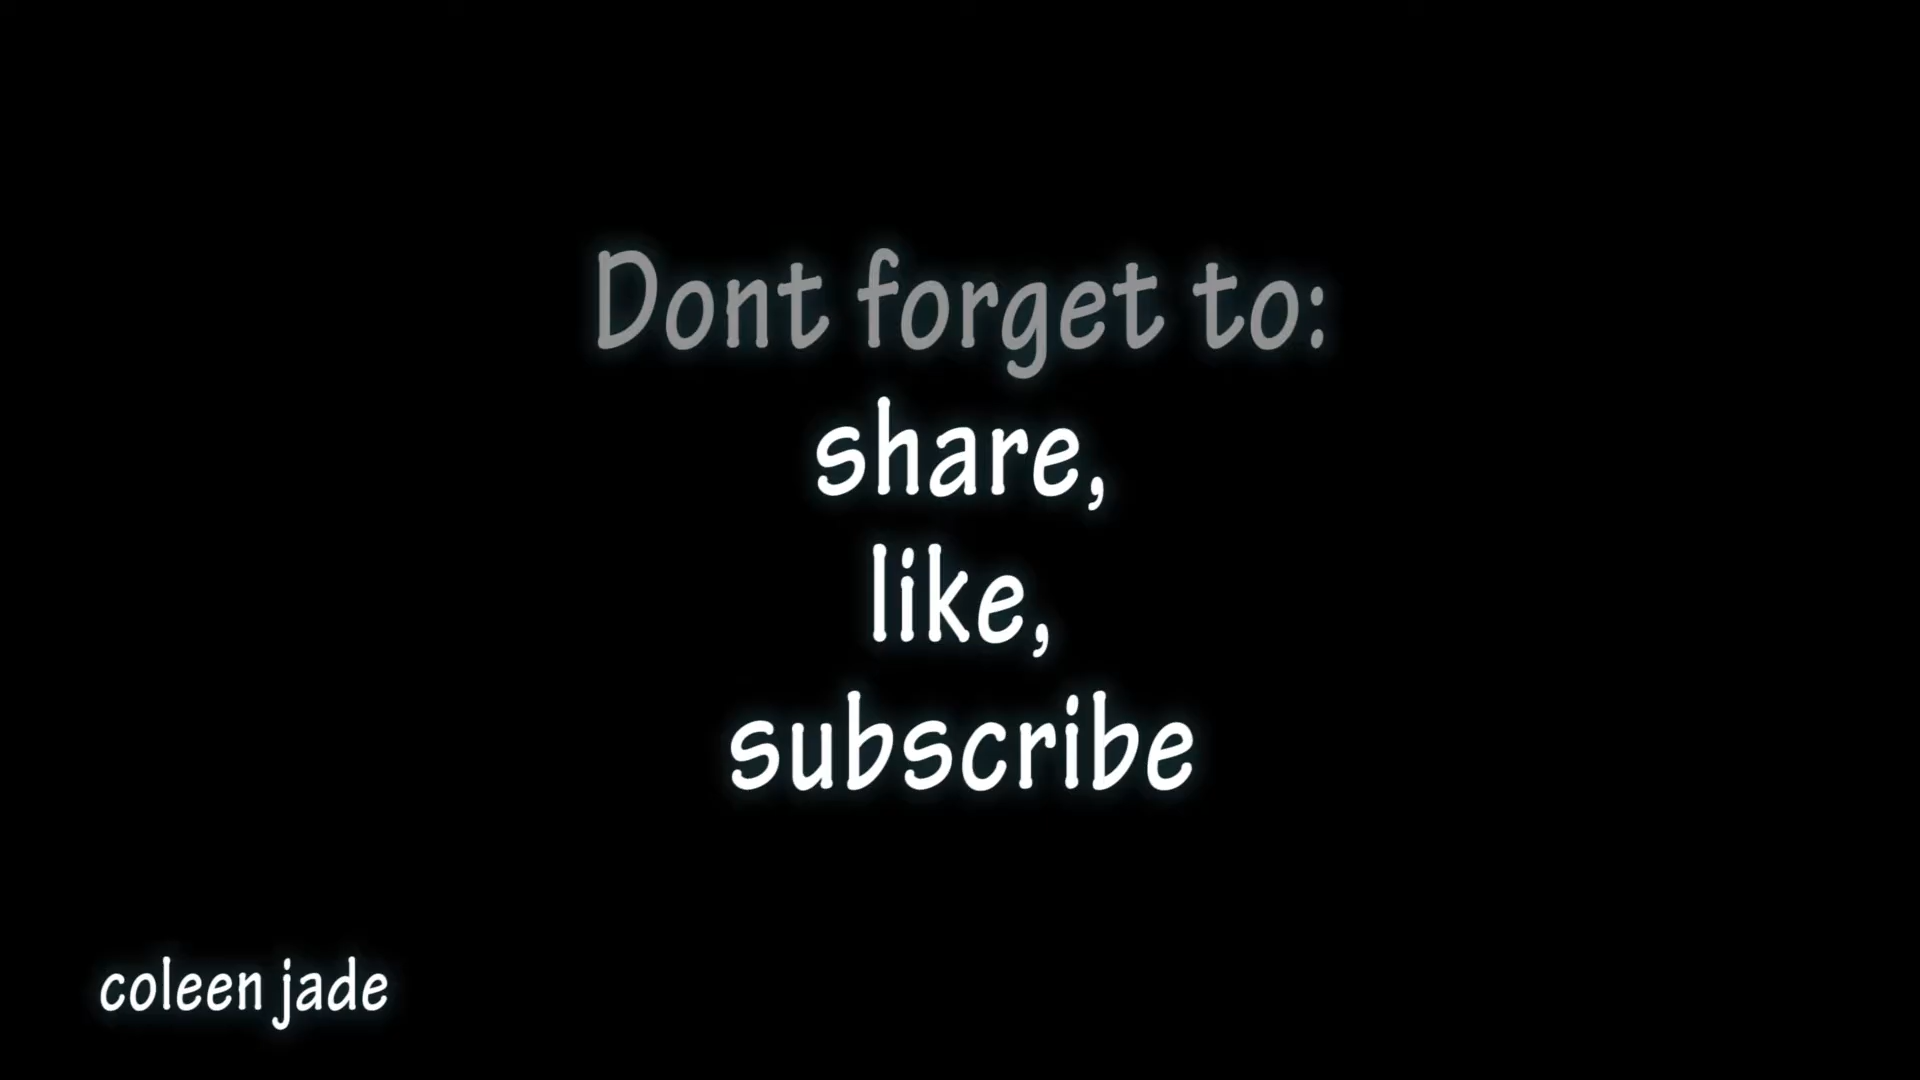 Dont forget to:
share,
like,
subscribe
coleen jade